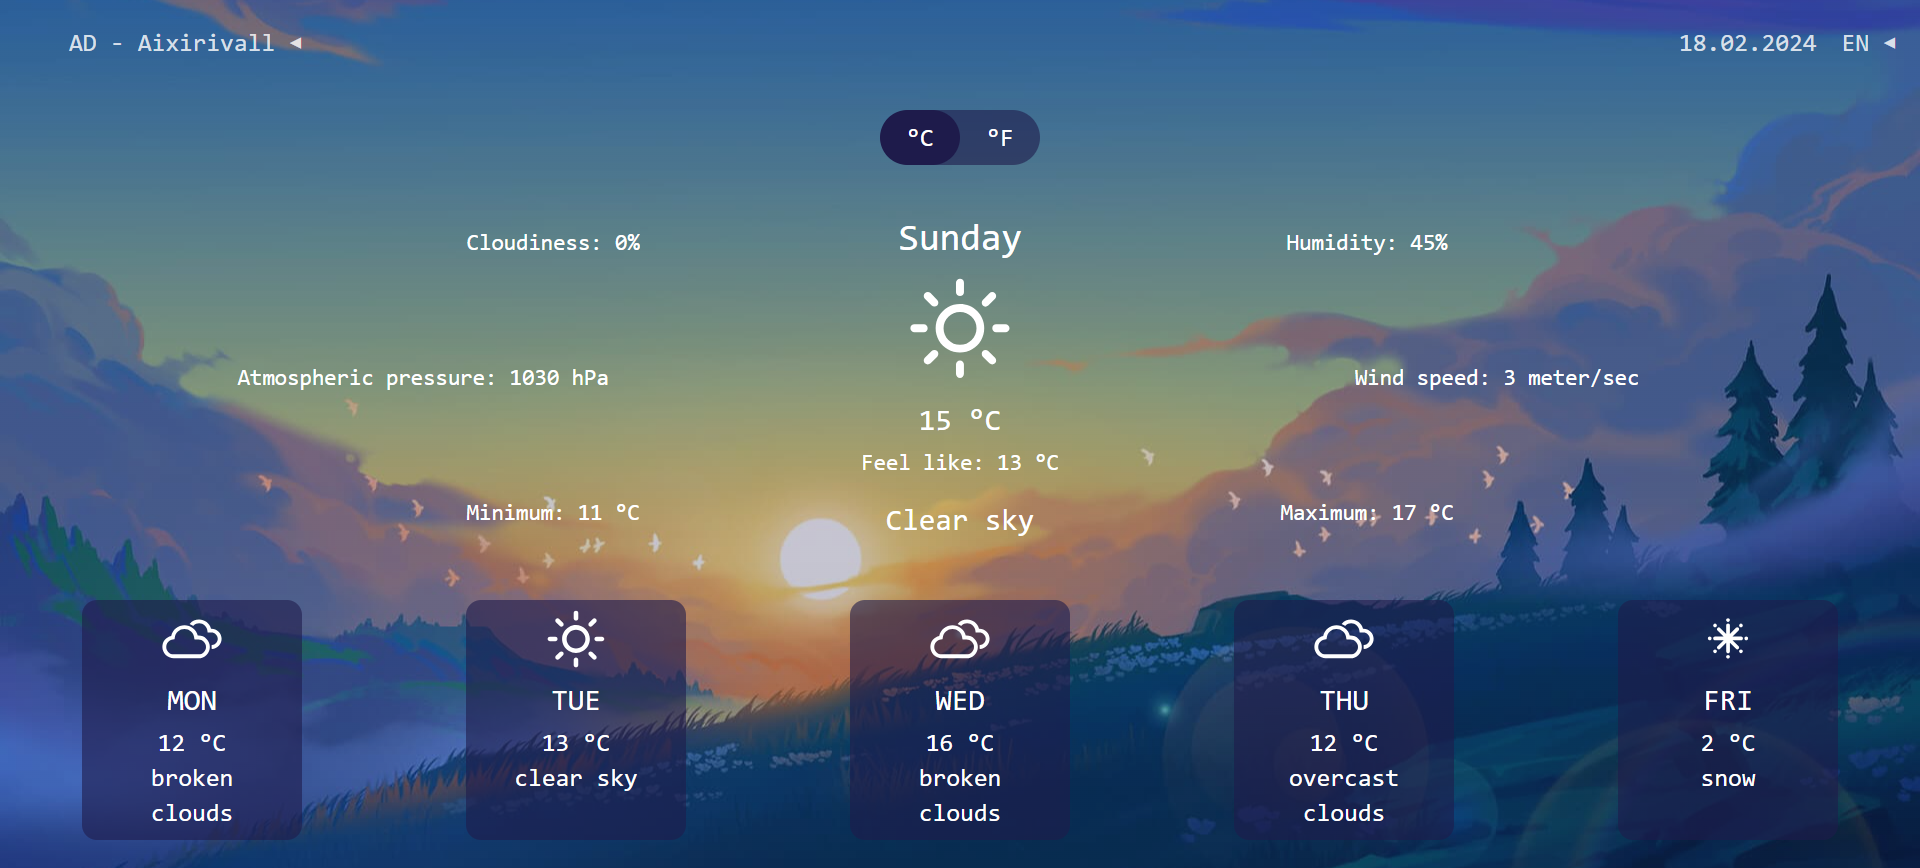 AD - Aixirivall ◄
18.02.2024 EN ◄
°C °F
Sunday
Cloudiness: 0%
Humidity: 45%
Atmospheric pressure: 1030 hPa
Wind speed: 3 meter/sec
15 °C
Feel like: 13 °C
Minimum: 11 °C
Maximum: 17 °C
Clear sky
MON
12 °C
broken
clouds
TUE
13 °C
clear sky
WED
16 °C
broken
clouds
THU
12 °C
overcast
clouds
FRI
2 °C
snow